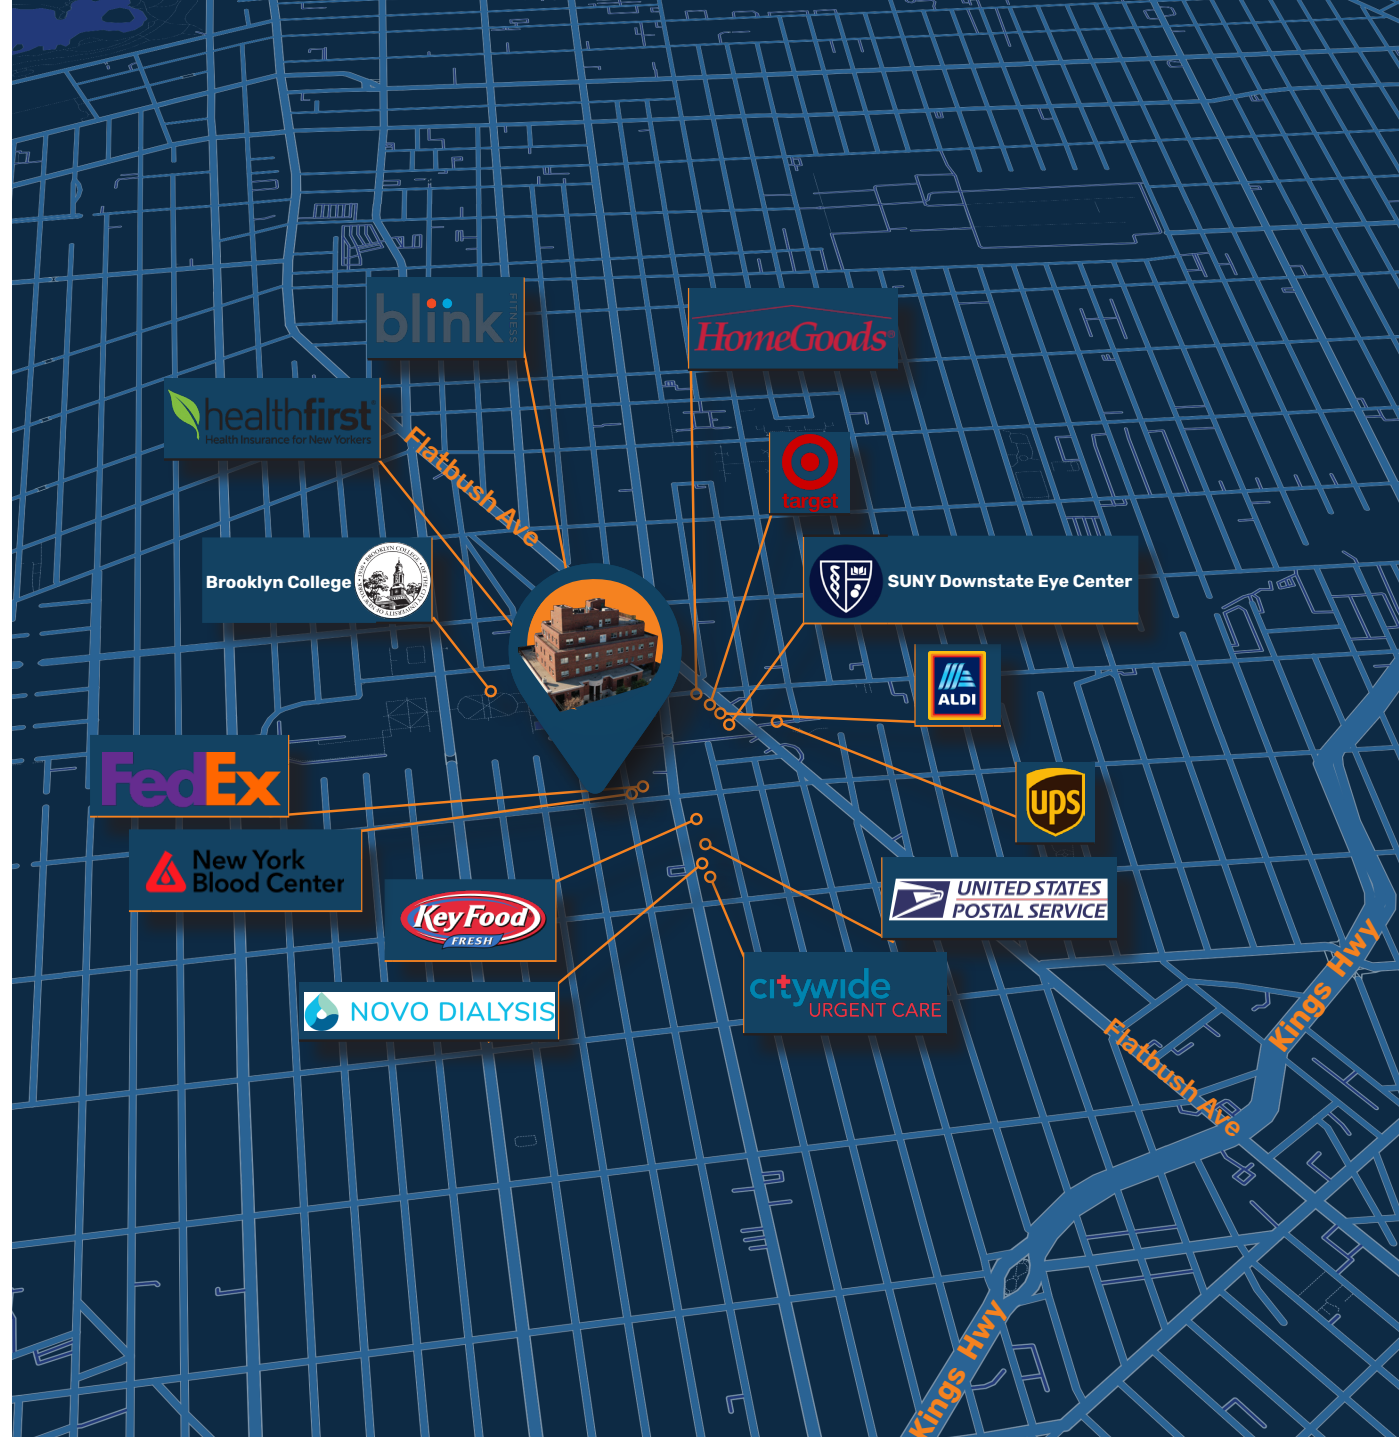 blink
FITNESS
HomeGoods®
healthfirst®
Health Insurance for New Yorkers
Flatbush Ave
target
Brooklyn College
SUNY Downstate Eye Center
ALDI
FedEx
ups
New York
Blood Center
KeyFood
FRESH
UNITED STATES
POSTAL SERVICE
citywide
URGENT CARE
NOVO DIALYSIS
Kings Hwy
Flatbush Ave
Kings Hwy